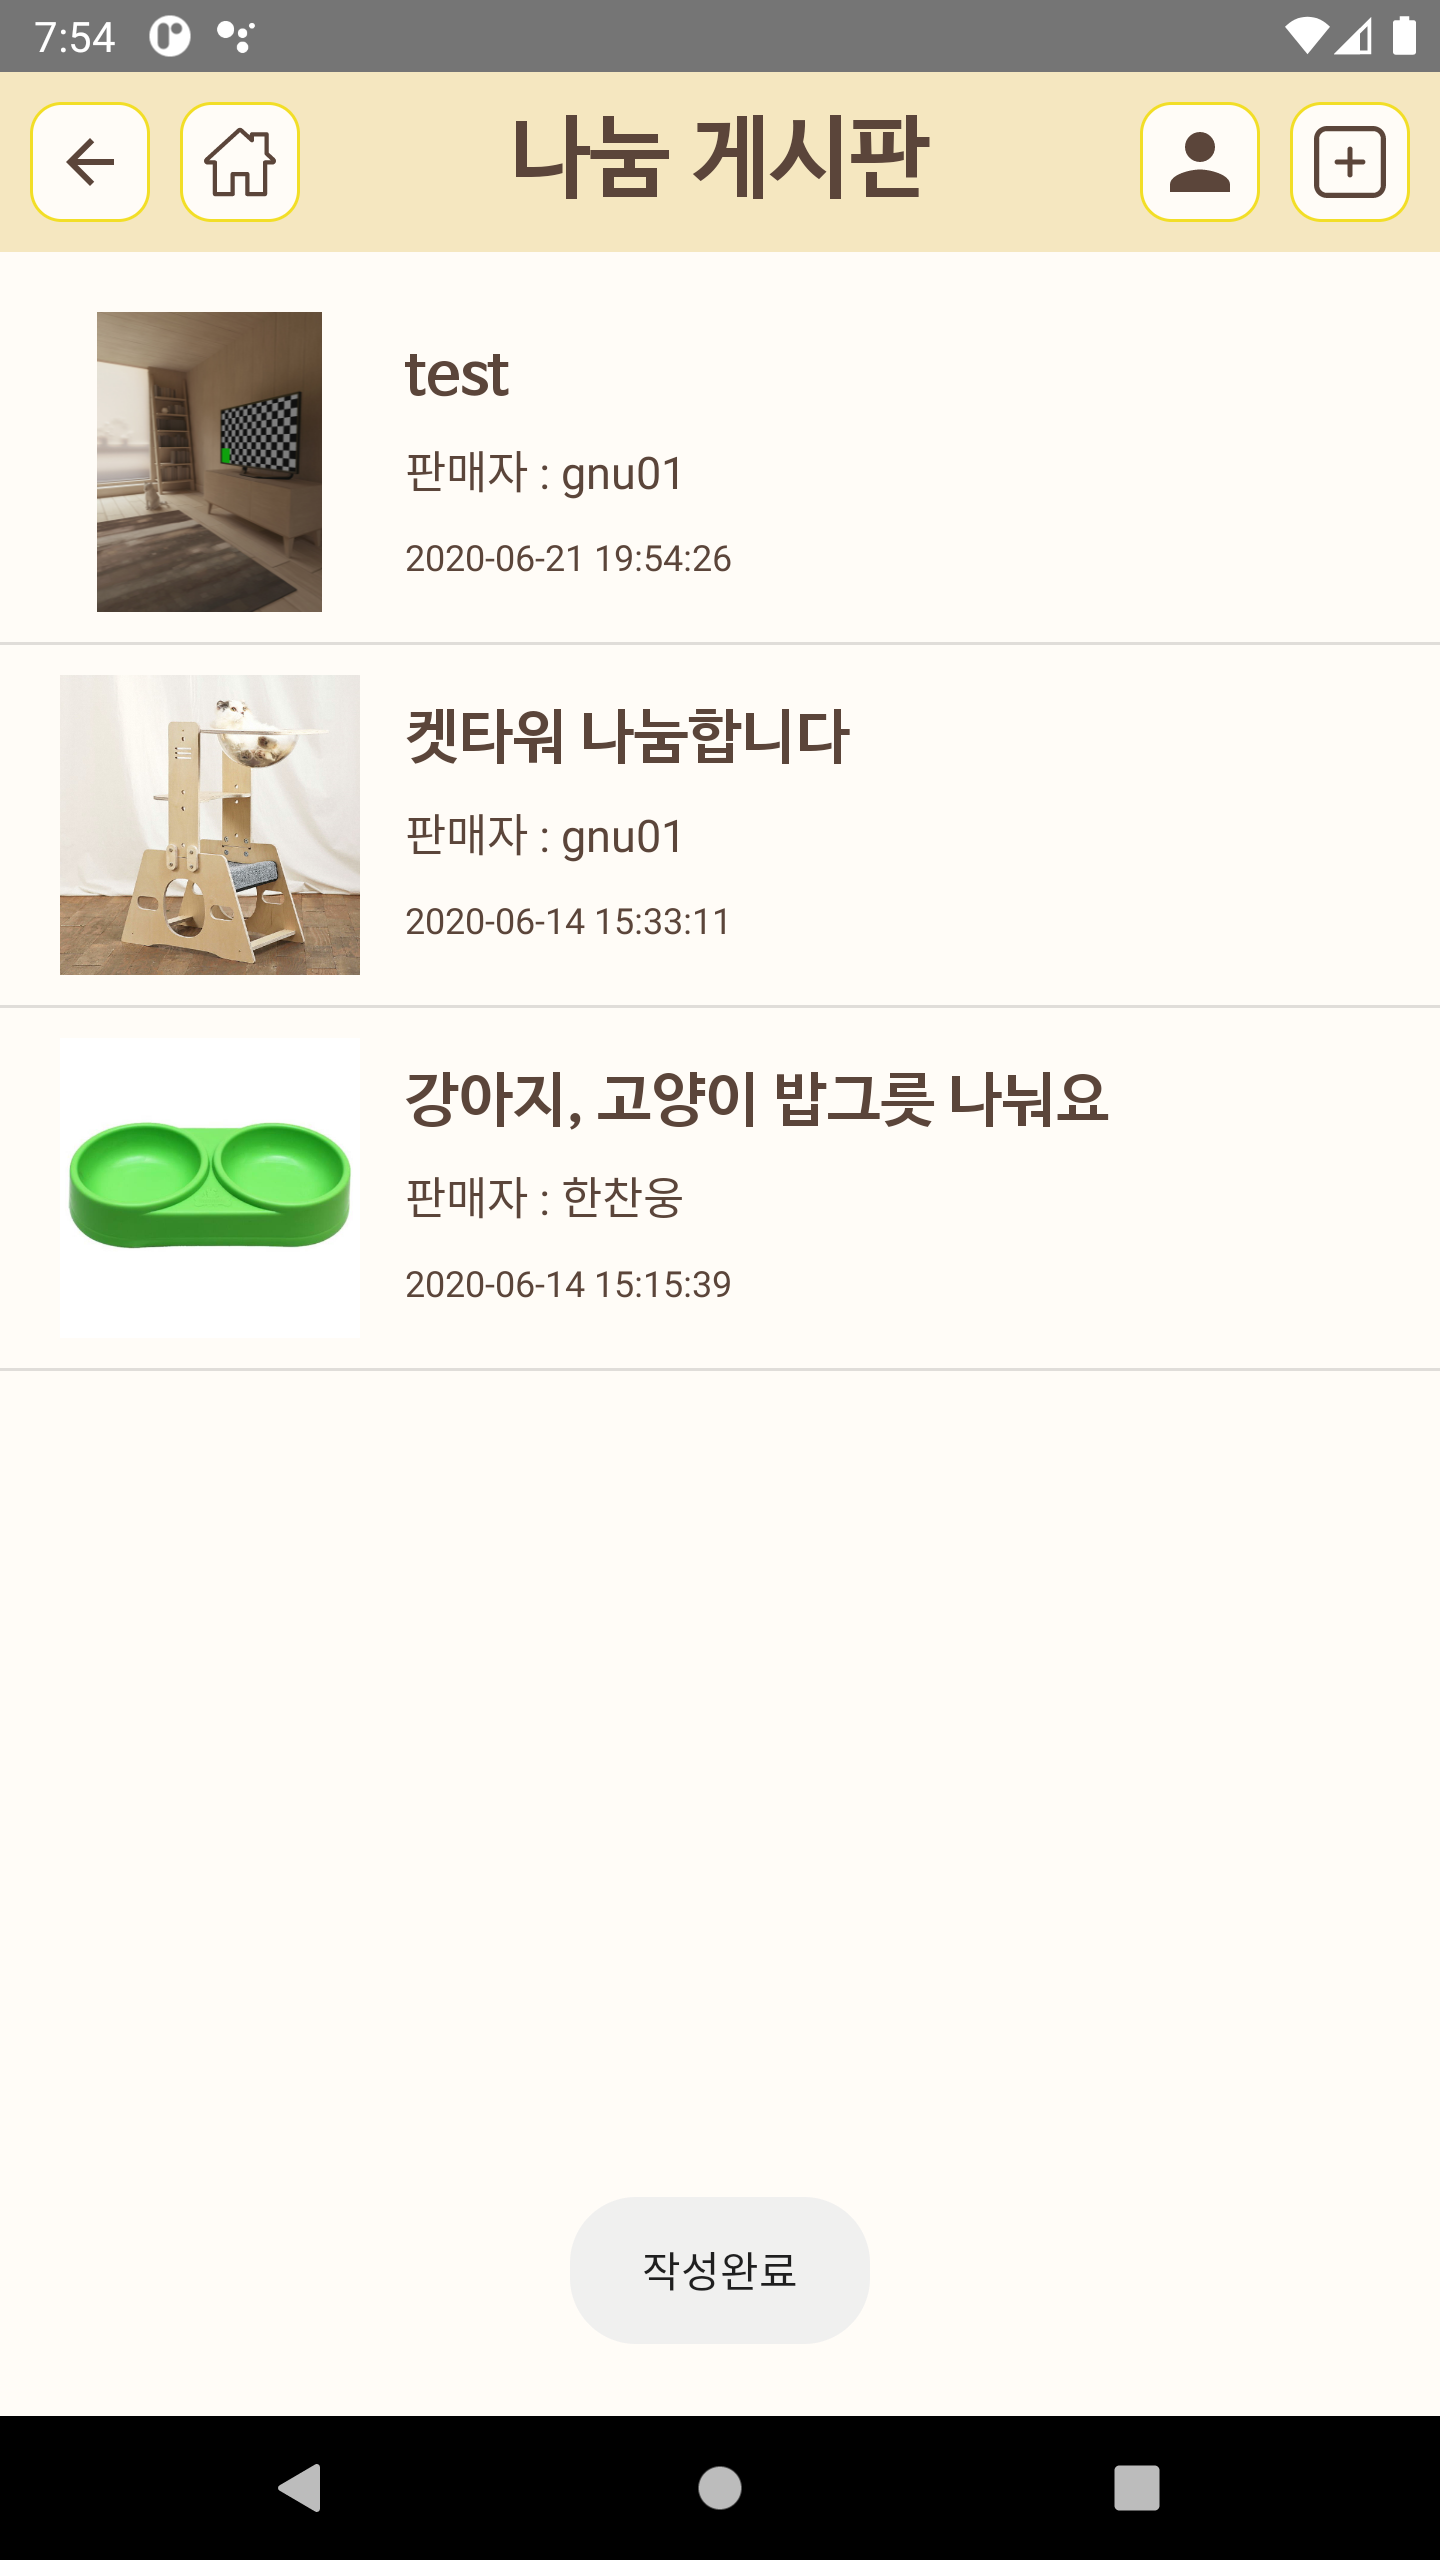 7:54
나눔 게시판
test
판매자 : gnu01
2020-06-21 19:54:26
켓타워 나눔합니다
판매자 : gnu01
2020-06-14 15:33:11
강아지, 고양이 밥그릇 나눠요
판매자 : 한찬웅
2020-06-14 15:15:39
작성완료